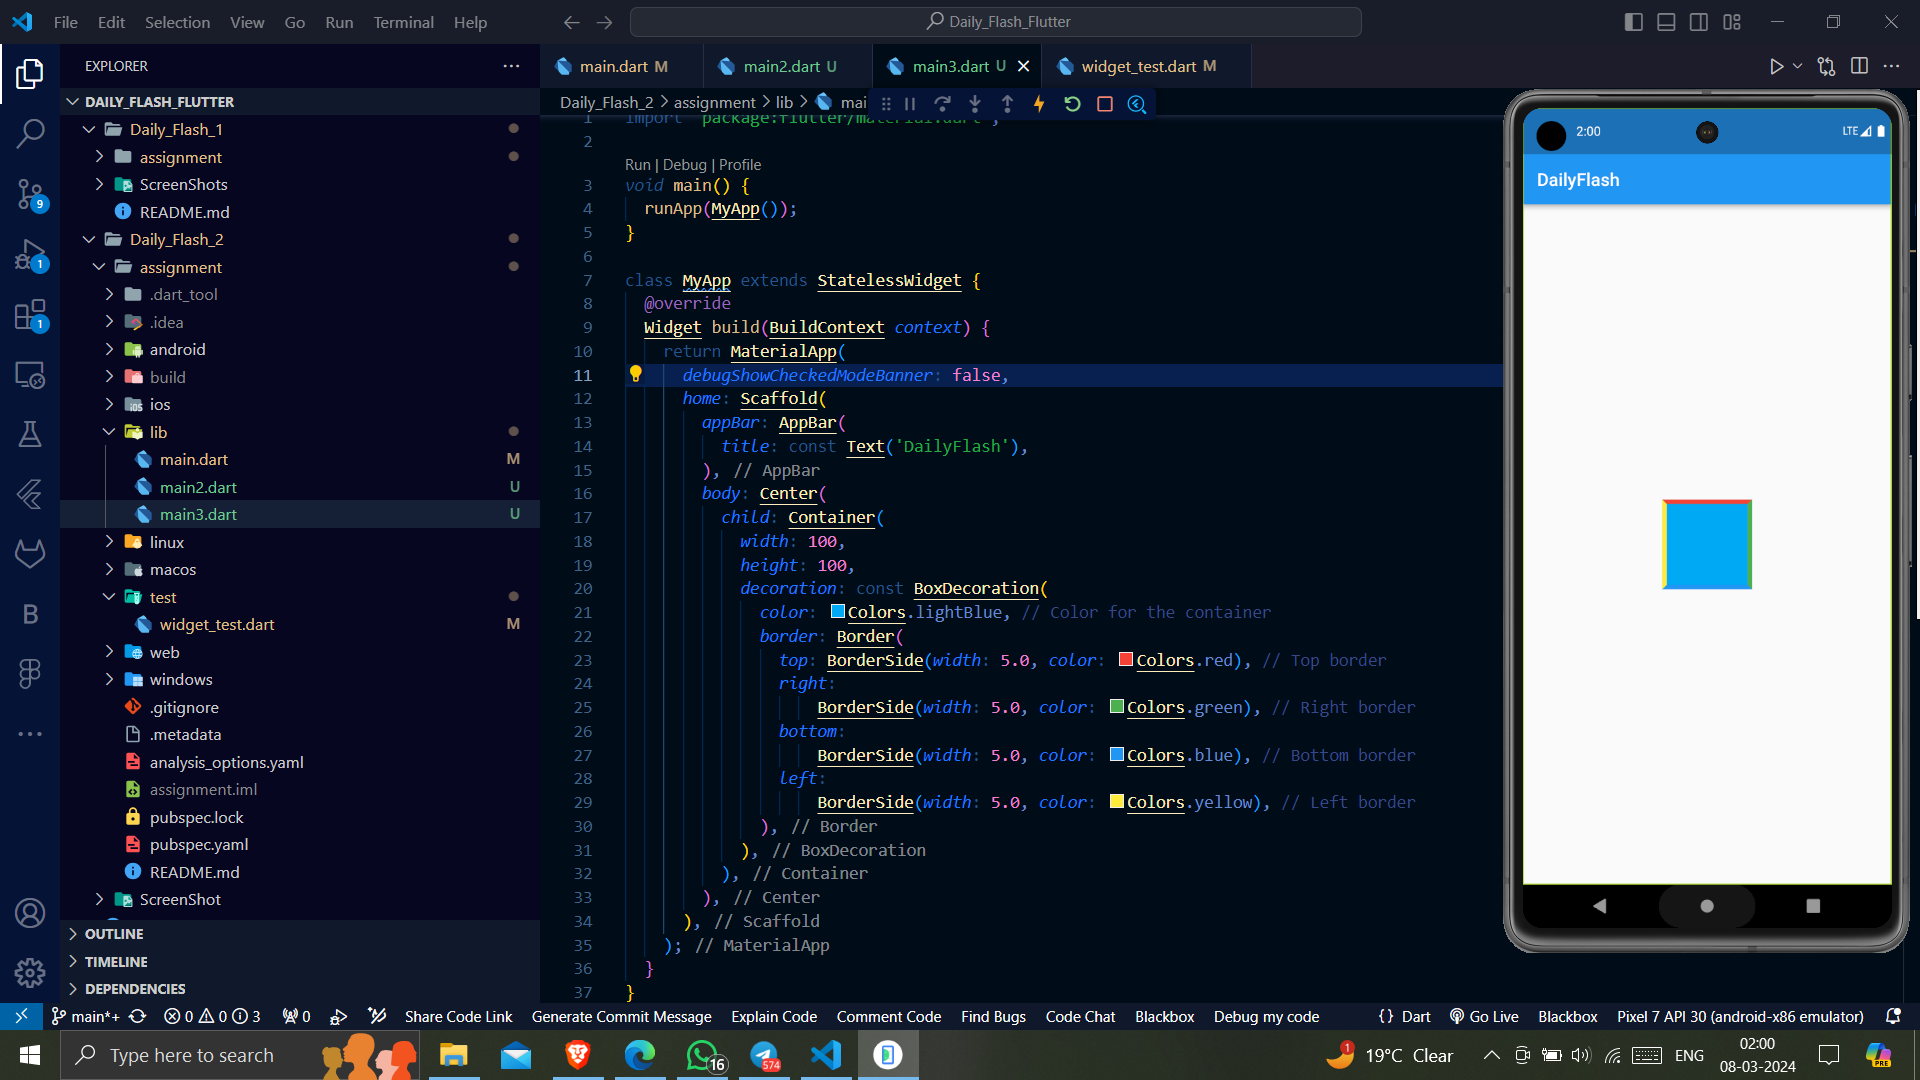 File Edit Selection View Go Run Terminal Help
Daily_Flash_Flutter
EXPLORER
DAILY_FLASH_FLUTTER
Daily_Flash_1
assignment
ScreenShots
README.md
Daily_Flash_2
assignment
.dart_tool
.idea
android
build
ios
lib
main.dart M
main2.dart U
main3.dart U
linux
macos
test
widget_test.dart M
web
windows
.gitignore
.metadata
analysis_options.yaml
assignment.iml
pubspec.lock
pubspec.yaml
README.md
ScreenShot
OUTLINE
TIMELINE
DEPENDENCIES
9
1
1
main.dart M main2.dart U main3.dart U widget_test.dart M
Daily_Flash_2 > assignment > lib > mai
1 import 'package:flutter/material.dart';
2
Run | Debug | Profile
3 void main() {
4 runApp(MyApp());
5 }
6
7 class MyApp extends StatelessWidget {
8 @override
9 Widget build(BuildContext context) {
10 return MaterialApp(
11 debugShowCheckedModeBanner: false,
12 home: Scaffold(
13 appBar: AppBar(
14 title: const Text('DailyFlash'),
15 ), // AppBar
16 body: Center(
17 child: Container(
18 width: 100,
19 height: 100,
20 decoration: const BoxDecoration(
21 color: Colors.lightBlue, // Color for the container
22 border: Border(
23 top: BorderSide(width: 5.0, color: Colors.red), // Top border
24 right:
25 BorderSide(width: 5.0, color: Colors.green), // Right border
26 bottom:
27 BorderSide(width: 5.0, color: Colors.blue), // Bottom border
28 left:
29 BorderSide(width: 5.0, color: Colors.yellow), // Left border
30 ), // Border
31 ), // BoxDecoration
32 ), // Container
33 ), // Center
34 ), // Scaffold
35 ); // MaterialApp
36 }
37 }
2:00 LTE
DailyFlash
main*+ 0 0 3 0 Share Code Link Generate Commit Message Explain Code Comment Code Find Bugs Code Chat Blackbox Debug my code {} Dart Go Live Blackbox Pixel 7 API 30 (android-x86 emulator)
Type here to search 16 574 1 19°C Clear ENG 02:00 PRE
08-03-2024